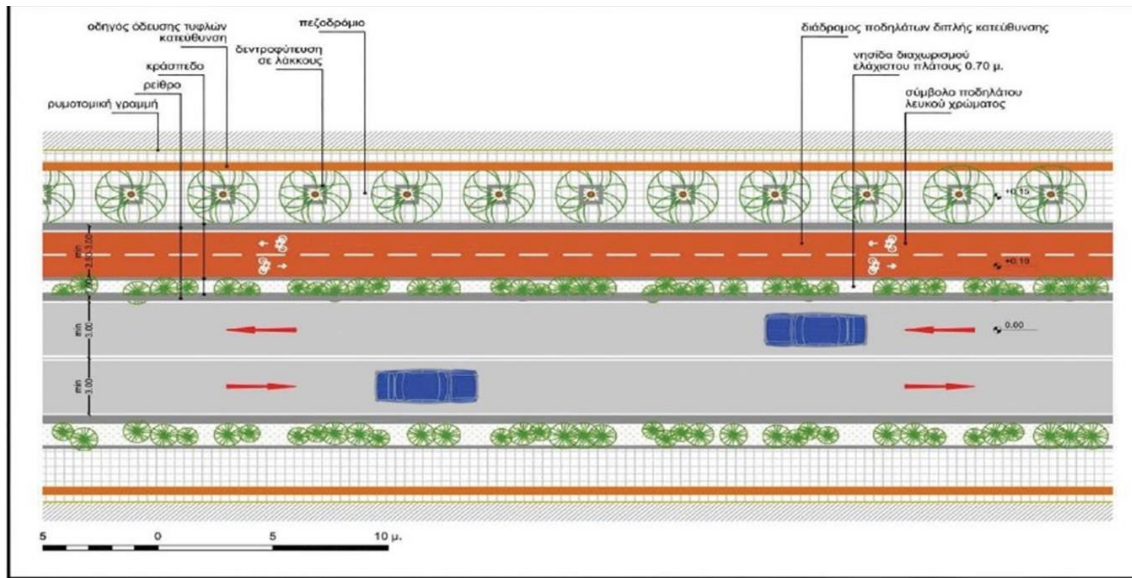 οδηγός όδευσης τυφλών
κατεύθυνση
κράσπεδο
ρείθρο
ρυμοτομική γραμμή
πεζοδρόμιο
δεντροφύτευση
σε λάκκους
διάδρομος ποδηλάτων διπλής κατεύθυνσης
νησίδα διαχωρισμού
ελάχιστου πλάτους 0.70 μ.
σύμβολο ποδηλάτου
λευκού χρώματος
+0.15
min
+0.10
min
3.00
0.00
min
3.00
5 0 5 10 μ.